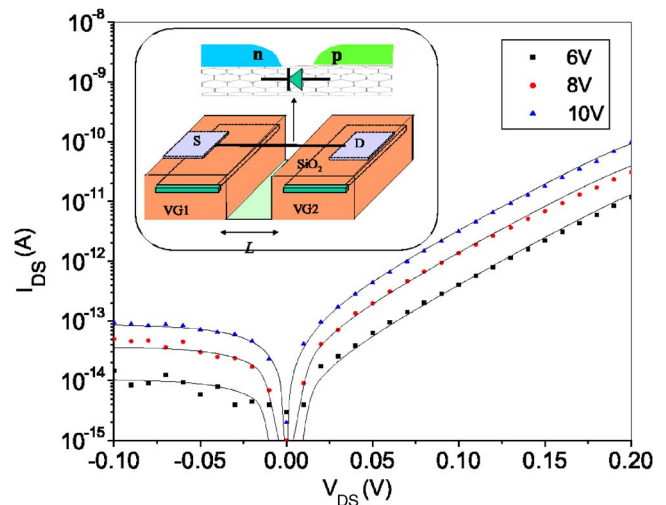 10⁻⁸
10⁻⁹
10⁻¹⁰
10⁻¹¹
10⁻¹²
10⁻¹³
10⁻¹⁴
10⁻¹⁵
I_DS (A)
n
p
S
D
SiO₂
VG1
VG2
L
6V
8V
10V
-0.10
-0.05
0.00
0.05
0.10
0.15
0.20
V_DS (V)